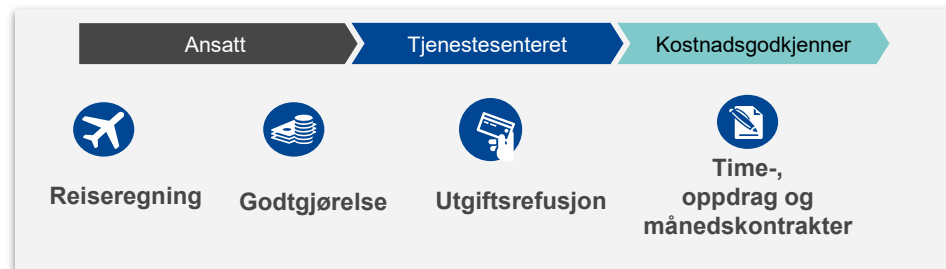 Ansatt
Tjenestesenteret
Kostnadsgodkjenner
Reiseregning
Godtgjørelse
Utgiftsrefusjon
Time-,
oppdrag og
månedskontrakter